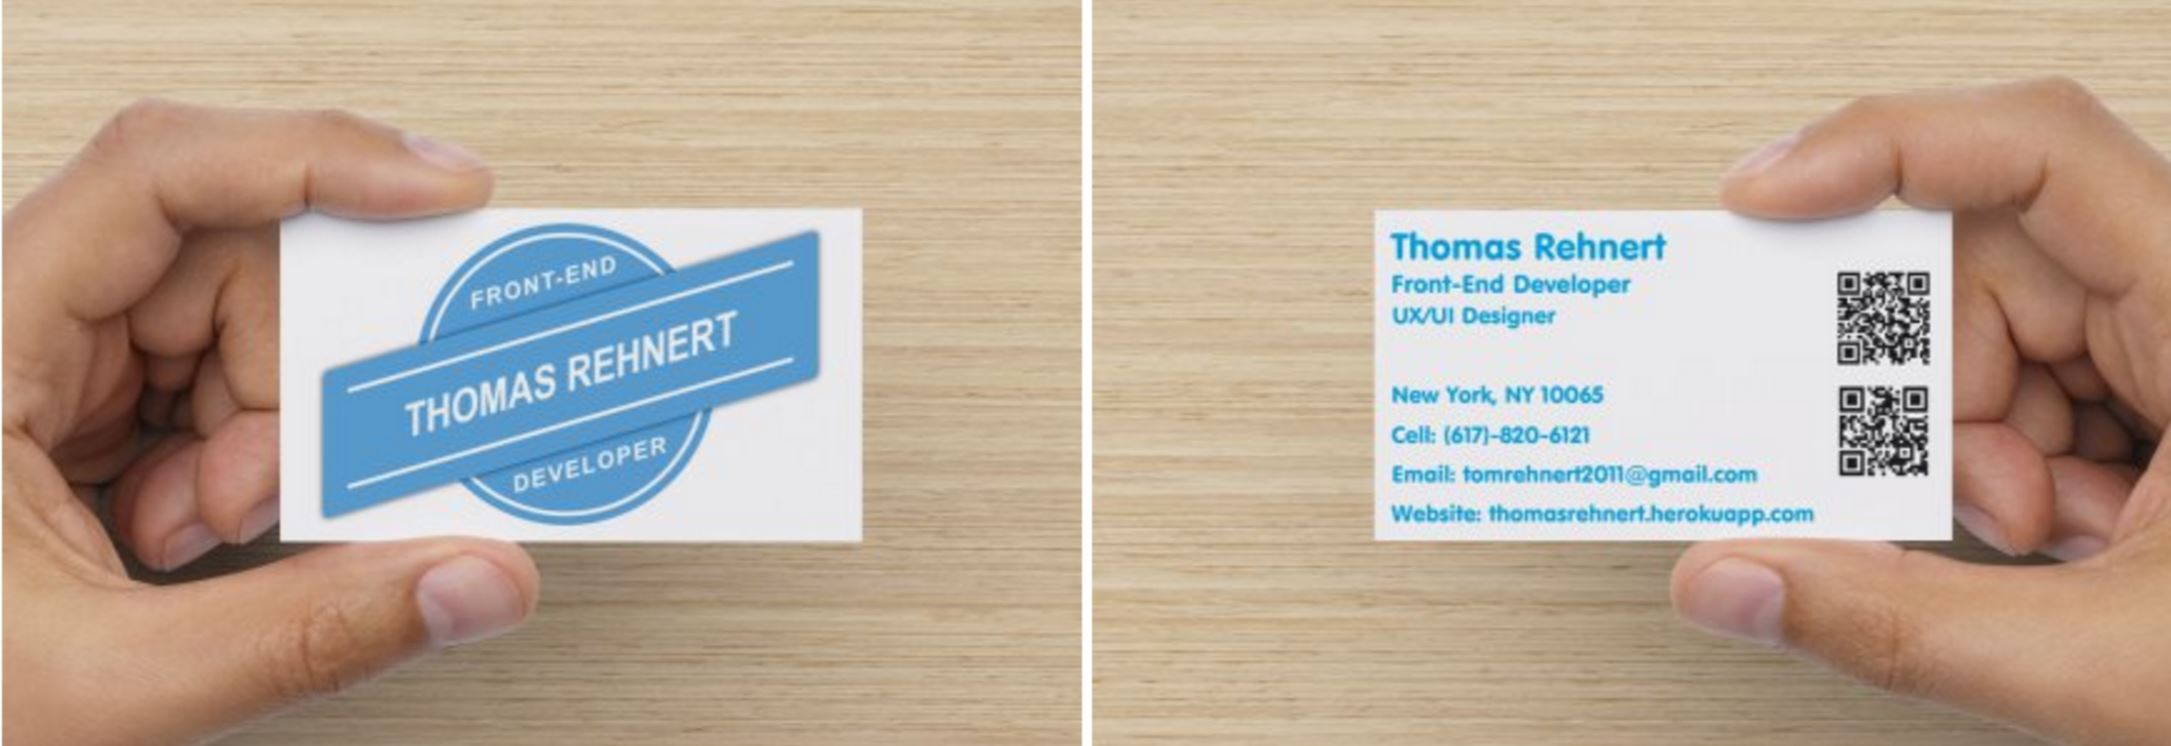 FRONT-END
THOMAS REHNERT
DEVELOPER
Thomas Rehnert
Front-End Developer
UX/UI Designer
New York, NY 10065
Cell: (617)-820-6121
Email: tomrehnert2011@gmail.com
Website: thomasrehnert.herokuapp.com